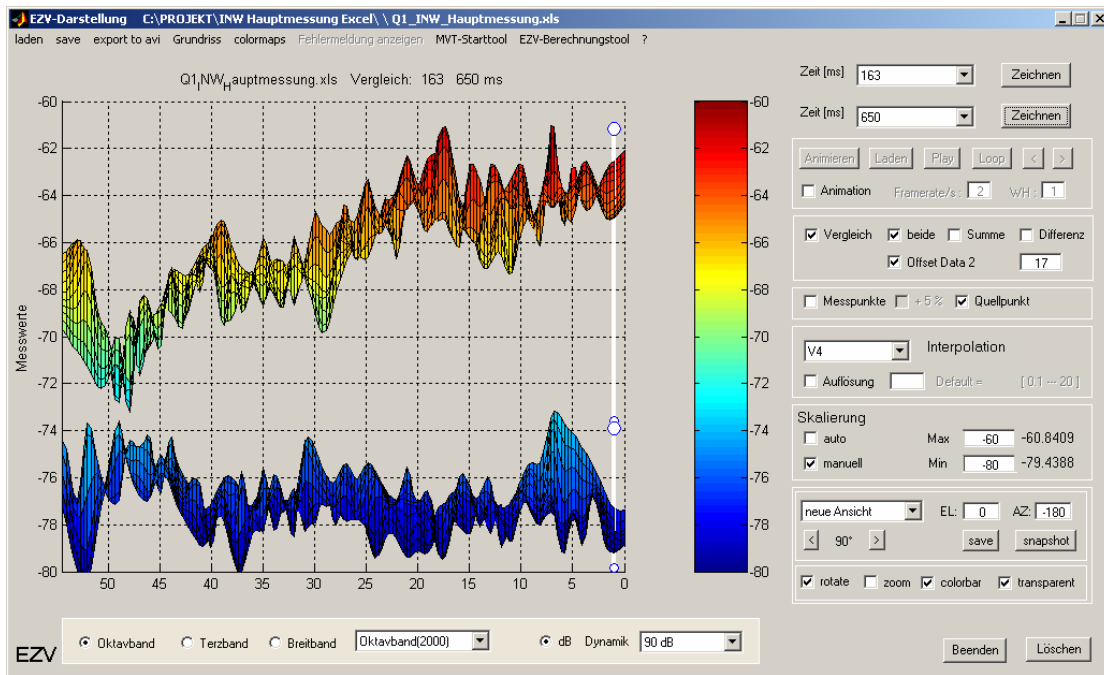 EZV-Darstellung C:\PROJEKT\INW Hauptmessung Excel\ \ Q1_INW_Hauptmessung.xls
laden save export to avi Grundriss colormaps Fehlermeldung anzeigen MVT-Starttool EZV-Berechnungstool ?
Q1INWHauptmessung.xls Vergleich: 163 650 ms
Messwerte
-60
-62
-64
-66
-68
-70
-72
-74
-76
-78
-80
50 45 40 35 30 25 20 15 10 5 0
-60
-62
-64
-66
-68
-70
-72
-74
-76
-78
-80
Zeit [ms] 163 Zeichnen
Zeit [ms] 650 Zeichnen
Animieren Laden Play Loop < >
Animation Framerate/s : 2 WH : 1
Vergleich beide Summe Differenz
Offset Data 2 17
Messpunkte + 5 % Quellpunkt
V4 Interpolation
Auflösung Default = [ 0.1 --- 20 ]
Skalierung
auto Max -60 -60.8409
manuell Min -80 -79.4388
neue Ansicht EL: 0 AZ: -180
< 90° > save snapshot
rotate zoom colorbar transparent
EZV Oktavband Terzband Breitband Oktavband(2000) dB Dynamik 90 dB
Beenden Löschen